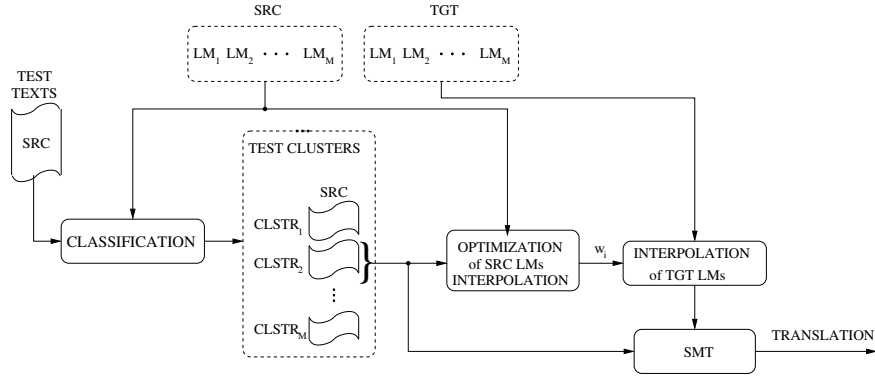 SRC
TGT
LM1 LM2 · · · LMM
LM1 LM2 · · · LMM
TEST
TEXTS
SRC
TEST CLUSTERS
SRC
CLSTR1
CLASSIFICATION
CLSTR2
OPTIMIZATION
of SRC LMs
INTERPOLATION
wi
INTERPOLATION
of TGT LMs
CLSTRM
SMT
TRANSLATION